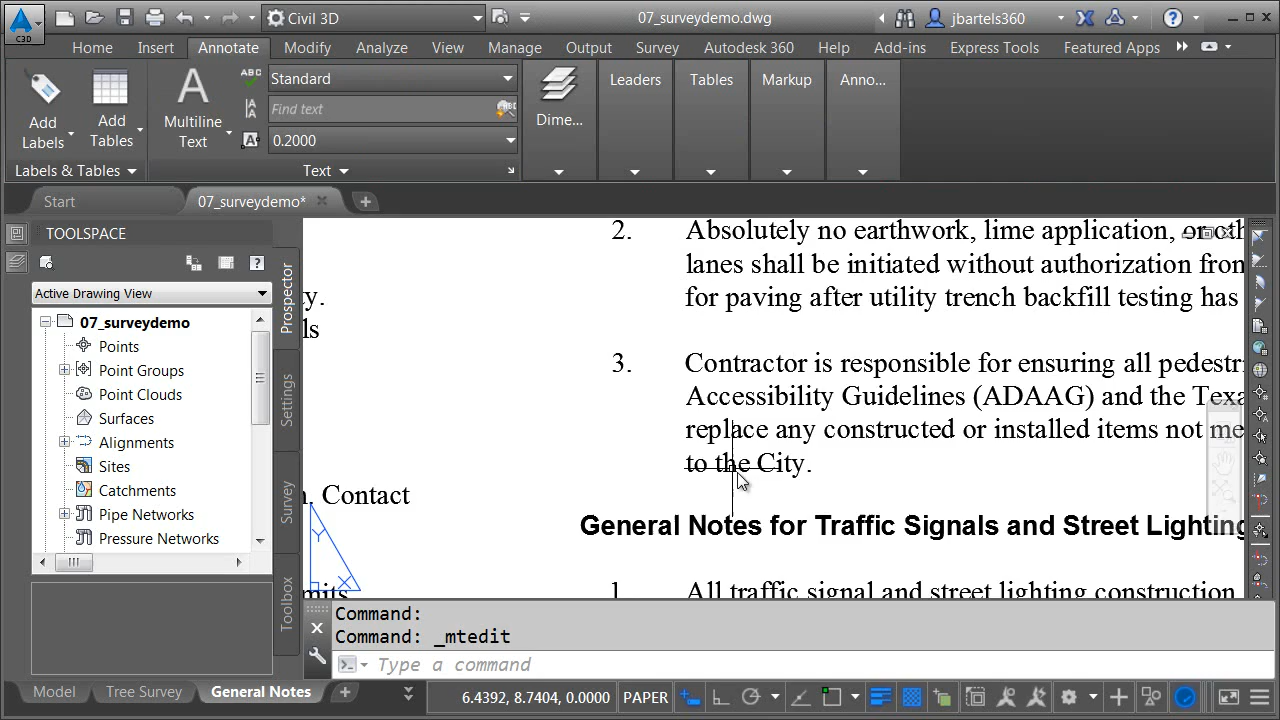 C3D
Civil 3D
07_surveydemo.dwg
jbartels360
Home Insert Annotate Modify Analyze View Manage Output Survey Autodesk 360 Help Add-ins Express Tools Featured Apps
Add Labels
Add Tables
Multiline Text
ABC
Standard
Find text
0.2000
Dime...
Leaders
Tables
Markup
Anno...
Labels & Tables
Text
Start
07_surveydemo*
TOOLSPACE
Active Drawing View
07_surveydemo
Points
Point Groups
Point Clouds
Surfaces
Alignments
Sites
Catchments
Pipe Networks
Pressure Networks
Prospector
Settings
Survey
Toolbox
ty.
ls
n. Contact
mits
2. Absolutely no earthwork, lime application, or oth
lanes shall be initiated without authorization from
for paving after utility trench backfill testing has
3. Contractor is responsible for ensuring all pedestri
Accessibility Guidelines (ADAAG) and the Texa
replace any constructed or installed items not me
to the City.
General Notes for Traffic Signals and Street Lighting
1. All traffic signal and street lighting construction
Y
X
Command:
Command: _mtedit
Type a command
Model Tree Survey General Notes
6.4392, 8.7404, 0.0000 PAPER